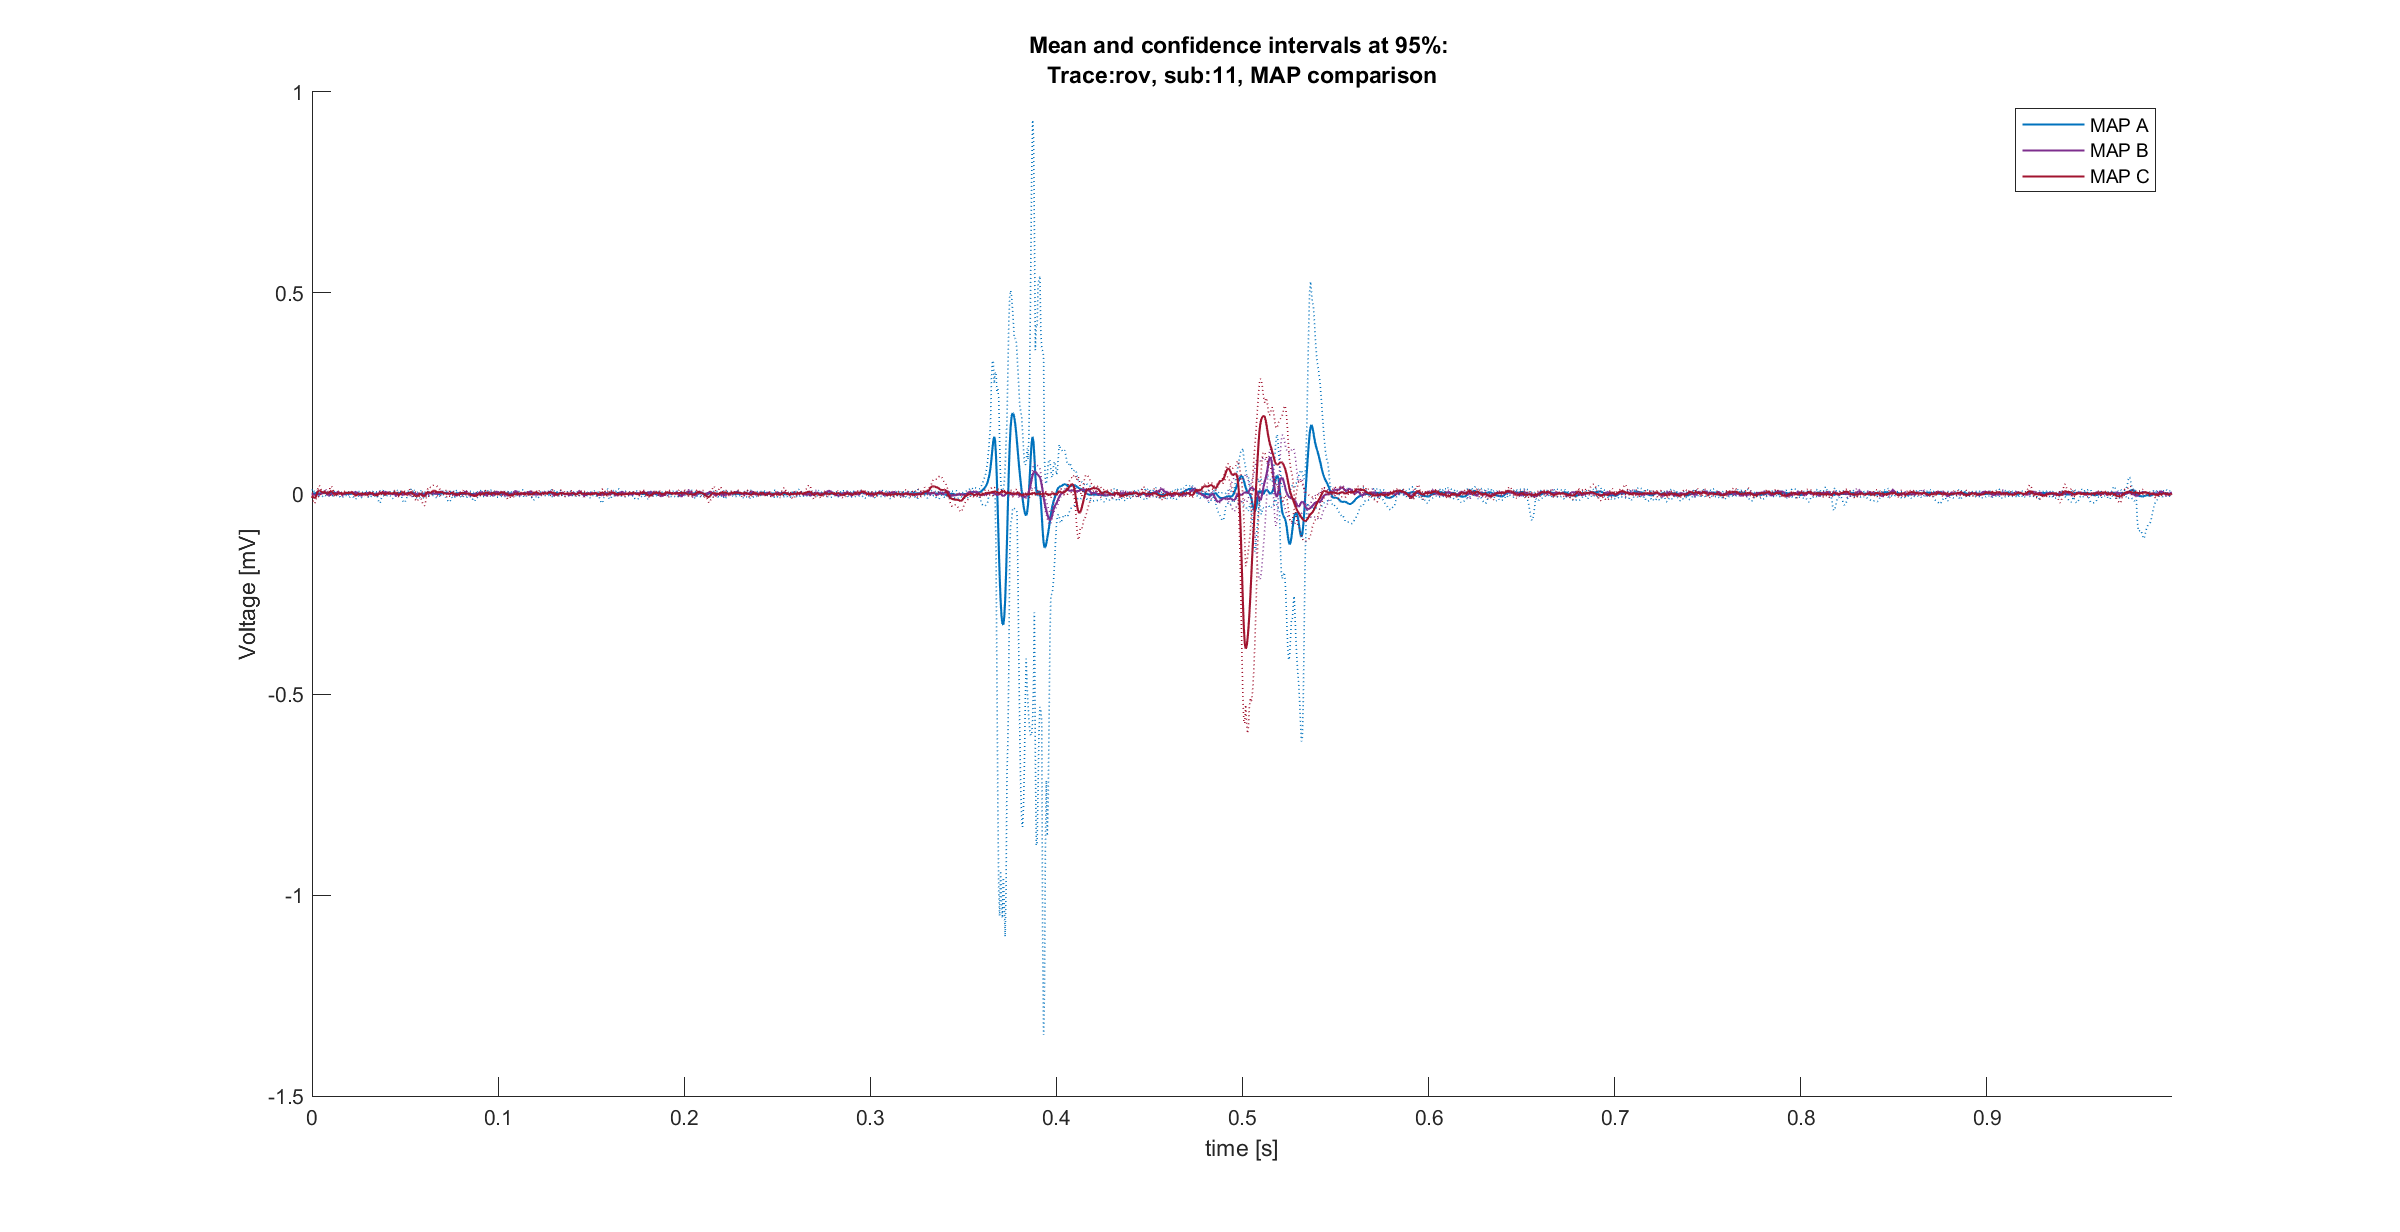 Mean and confidence intervals at 95%:
Trace:rov, sub:11, MAP comparison
MAP A
MAP B
MAP C
1
0.5
0
-0.5
-1
-1.5
Voltage [mV]
0 0.1 0.2 0.3 0.4 0.5 0.6 0.7 0.8 0.9
time [s]